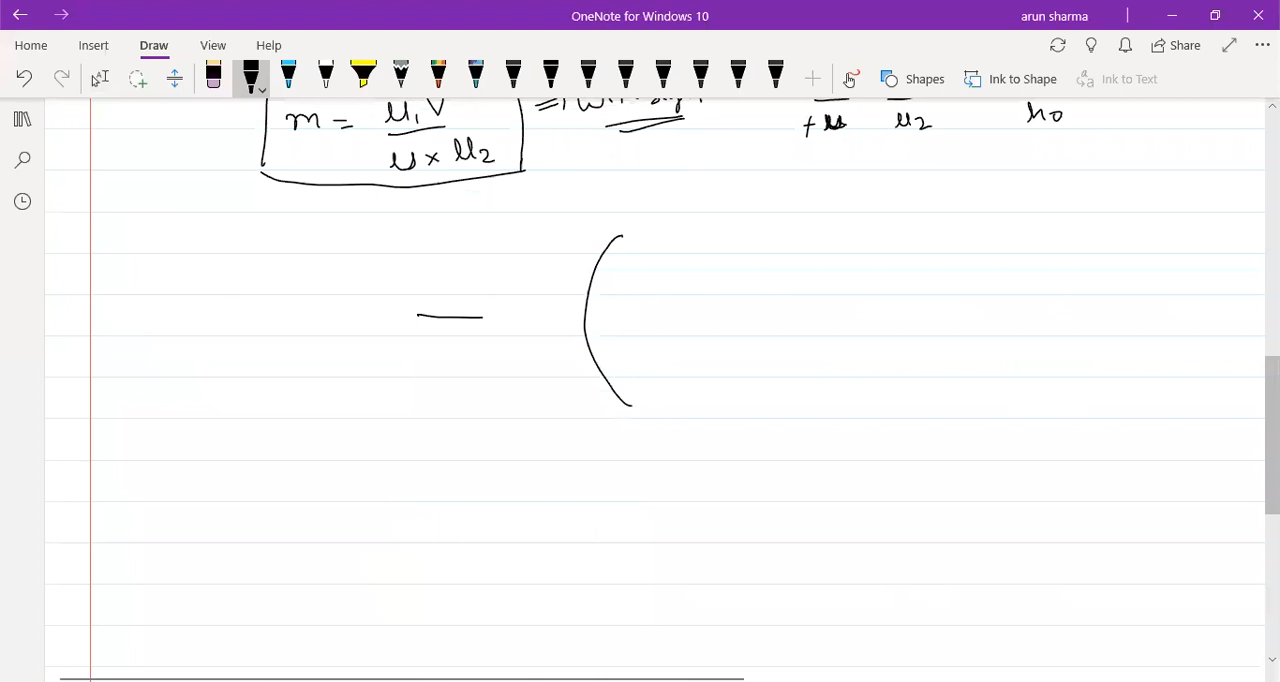 OneNote for Windows 10
arun sharma
Home Insert Draw View Help
Share
Shapes Ink to Shape Ink to Text
m = μ₁V
u × μ₂
+u μ₂ h₀